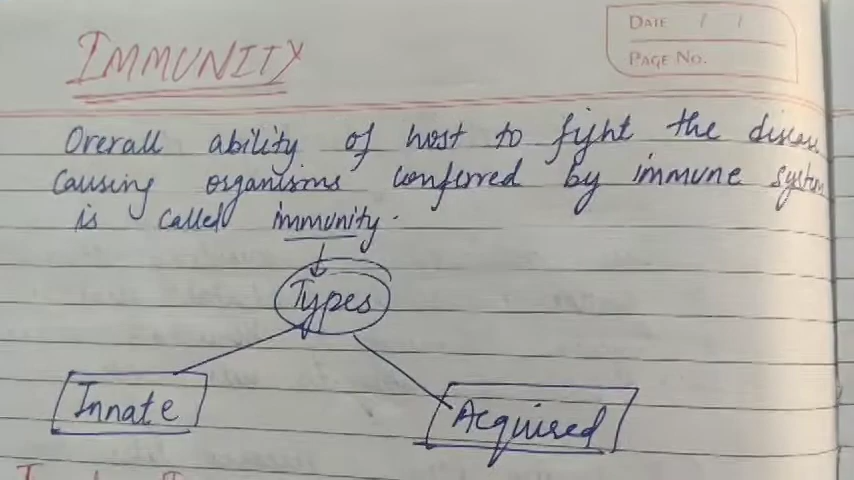 DATE / /
PAGE NO.
IMMUNITY
Overall ability of host to fight the disease
causing organisms conferred by immune system
is called immunity.
Types
Innate
Acquired